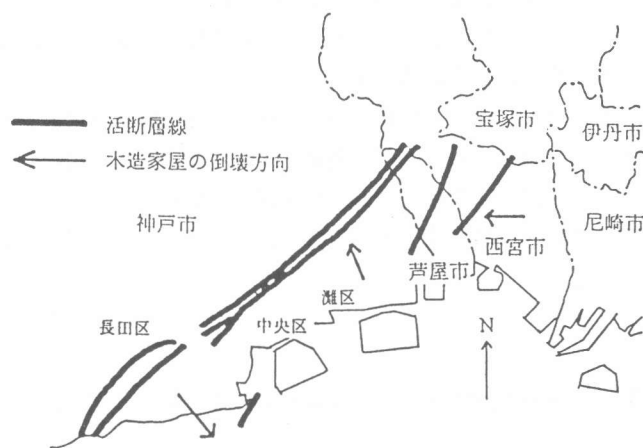 活断層線
木造家屋の倒壊方向
宝塚市
伊丹市
神戸市
尼崎市
西宮市
芦屋市
灘区
中央区
長田区
N